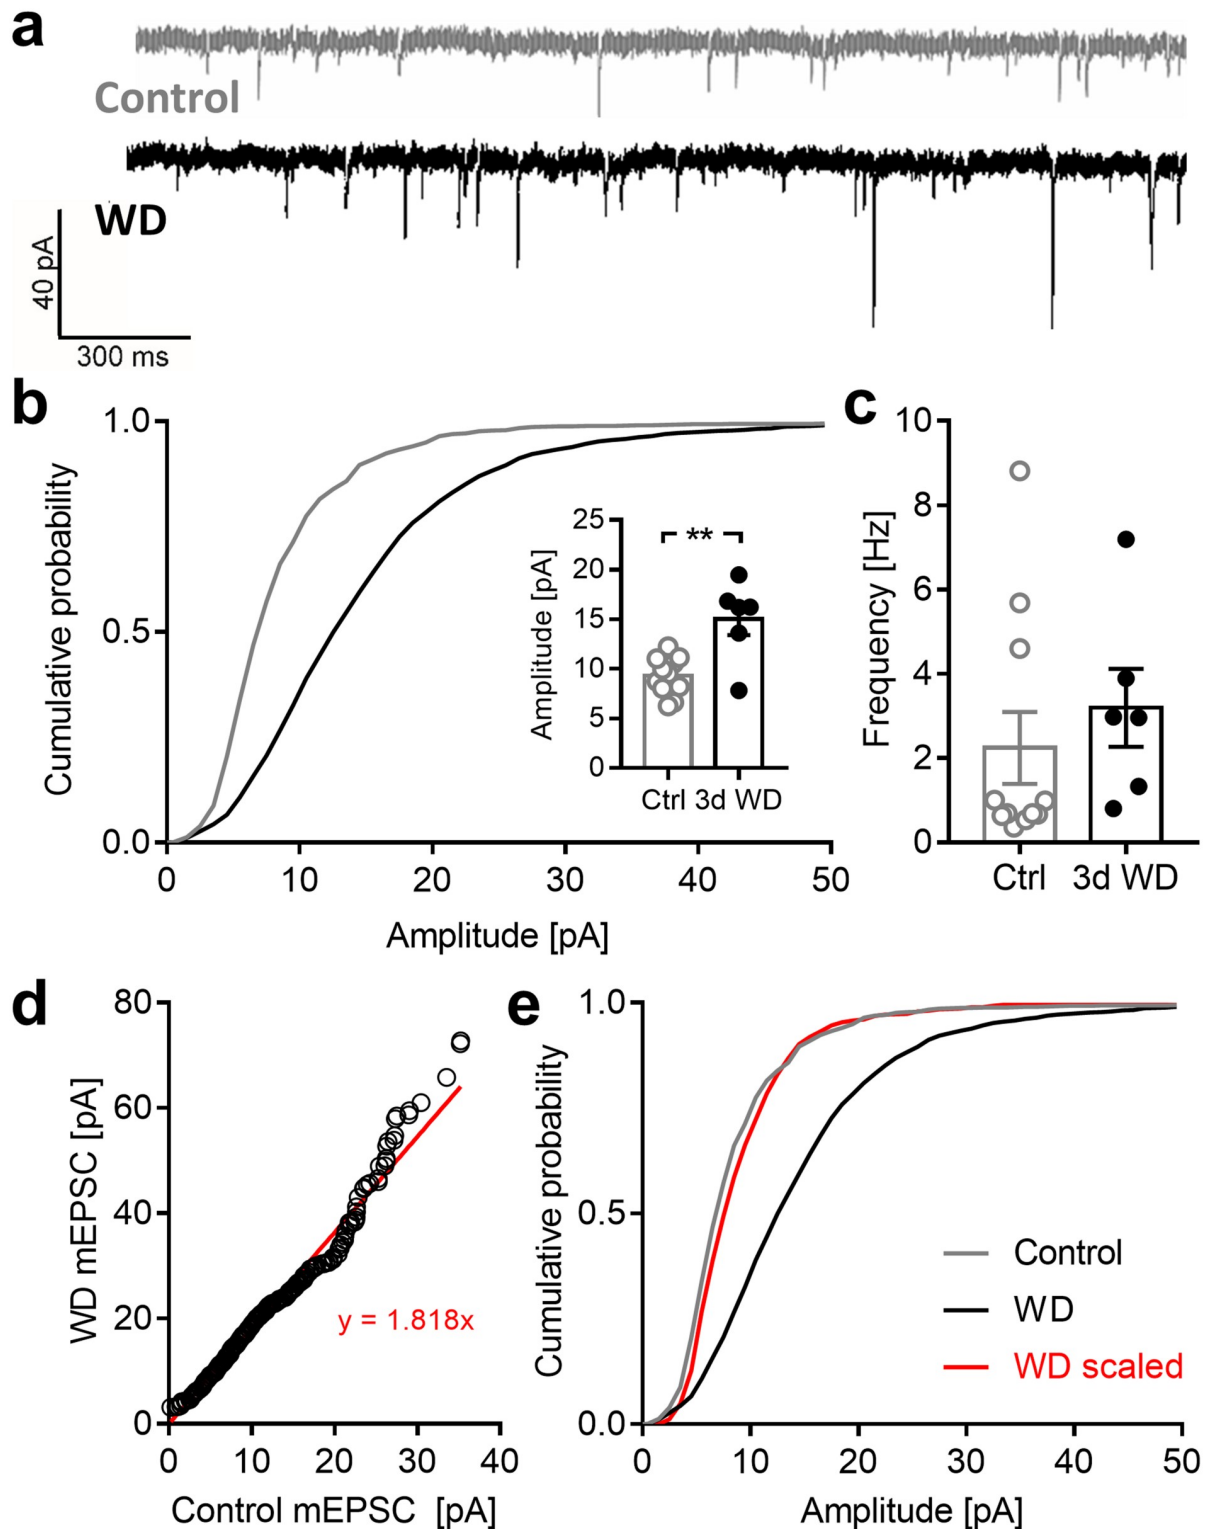 a
Control
WD
40 pA
300 ms
b
Cumulative probability
1.0
0.5
0.0
0 10 20 30 40 50
Amplitude [pA]
Amplitude [pA]
25
20
15
10
5
0
**
Ctrl 3d WD
c
Frequency [Hz]
10
8
6
4
2
0
Ctrl 3d WD
d
WD mEPSC [pA]
80
60
40
20
0
y = 1.818x
0 10 20 30 40
Control mEPSC [pA]
e
Cumulative probability
1.0
0.5
0.0
Control
WD
WD scaled
0 10 20 30 40 50
Amplitude [pA]